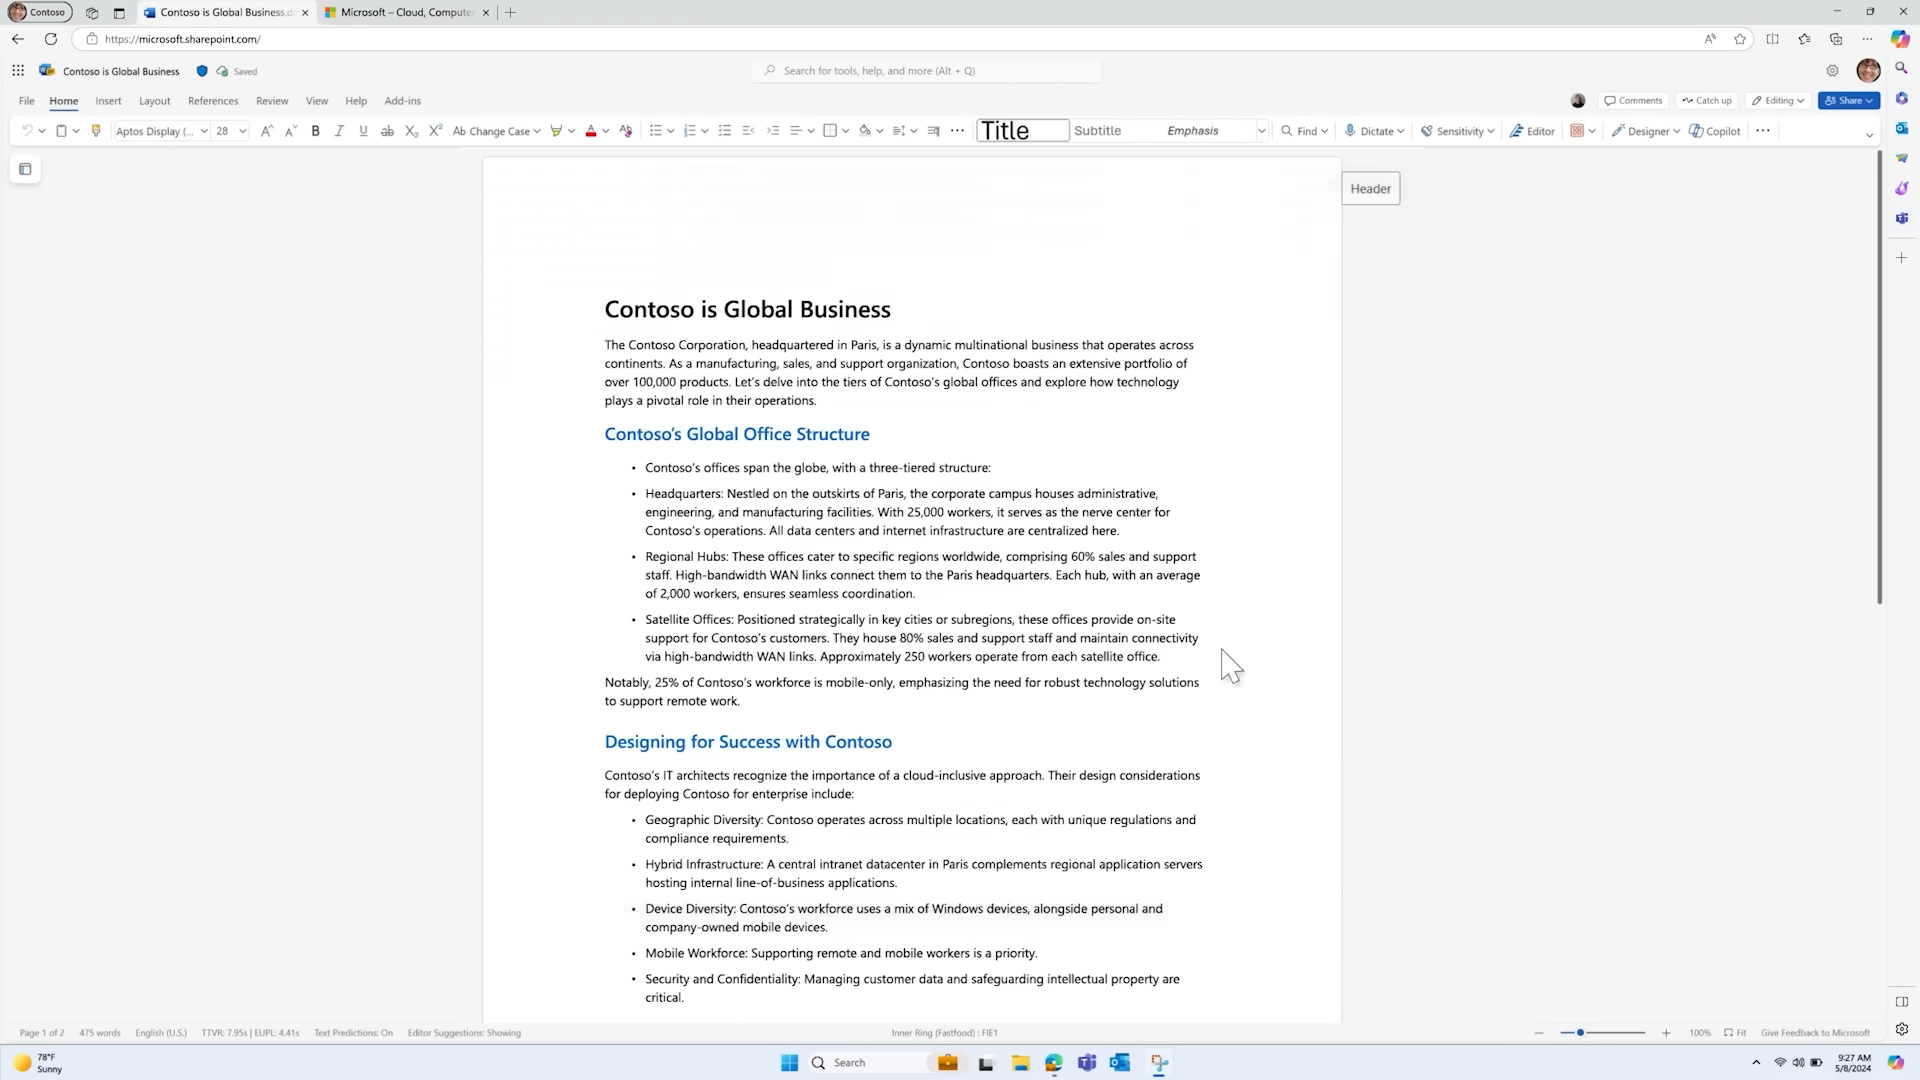 Contoso
Contoso is Global Business.d
Microsoft – Cloud, Compute
https://microsoft.sharepoint.com/
Contoso is Global Business
Saved
Search for tools, help, and more (Alt + Q)
File
Home
Insert
Layout
References
Review
View
Help
Add-ins
Comments
Catch up
Editing
Share
Aptos Display (...
28
Change Case
Title
Subtitle
Emphasis
Find
Dictate
Sensitivity
Editor
Designer
Copilot
Header
Contoso is Global Business
The Contoso Corporation, headquartered in Paris, is a dynamic multinational business that operates across
continents. As a manufacturing, sales, and support organization, Contoso boasts an extensive portfolio of
over 100,000 products. Let's delve into the tiers of Contoso's global offices and explore how technology
plays a pivotal role in their operations.
Contoso's Global Office Structure
• Contoso's offices span the globe, with a three-tiered structure:
• Headquarters: Nestled on the outskirts of Paris, the corporate campus houses administrative,
engineering, and manufacturing facilities. With 25,000 workers, it serves as the nerve center for
Contoso's operations. All data centers and internet infrastructure are centralized here.
• Regional Hubs: These offices cater to specific regions worldwide, comprising 60% sales and support
staff. High-bandwidth WAN links connect them to the Paris headquarters. Each hub, with an average
of 2,000 workers, ensures seamless coordination.
• Satellite Offices: Positioned strategically in key cities or subregions, these offices provide on-site
support for Contoso's customers. They house 80% sales and support staff and maintain connectivity
via high-bandwidth WAN links. Approximately 250 workers operate from each satellite office.
Notably, 25% of Contoso's workforce is mobile-only, emphasizing the need for robust technology solutions
to support remote work.
Designing for Success with Contoso
Contoso's IT architects recognize the importance of a cloud-inclusive approach. Their design considerations
for deploying Contoso for enterprise include:
• Geographic Diversity: Contoso operates across multiple locations, each with unique regulations and
compliance requirements.
• Hybrid Infrastructure: A central intranet datacenter in Paris complements regional application servers
hosting internal line-of-business applications.
• Device Diversity: Contoso's workforce uses a mix of Windows devices, alongside personal and
company-owned mobile devices.
• Mobile Workforce: Supporting remote and mobile workers is a priority.
• Security and Confidentiality: Managing customer data and safeguarding intellectual property are
critical.
Page 1 of 2
475 words
English (U.S.)
TTVR: 7.95s | EUPL: 4.41s
Text Predictions: On
Editor Suggestions: Showing
Inner Ring (Fastfood) : FIE1
100%
Fit
Give Feedback to Microsoft
78°F
Sunny
Search
9:27 AM
5/8/2024